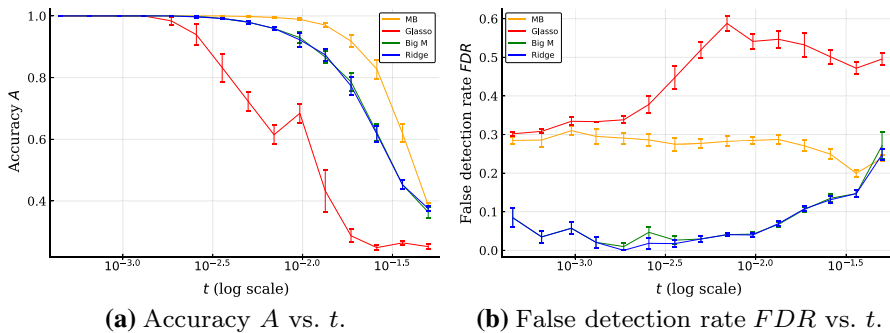 1.0
0.8
0.6
0.4
Accuracy A
10^−3.0
10^−2.5
10^−2.0
10^−1.5
t (log scale)
MB
Glasso
Big M
Ridge
(a) Accuracy A vs. t.
0.6
0.5
0.4
0.3
0.2
0.1
0.0
False detection rate FDR
10^−3.0
10^−2.5
10^−2.0
10^−1.5
t (log scale)
MB
Glasso
Big M
Ridge
(b) False detection rate FDR vs. t.